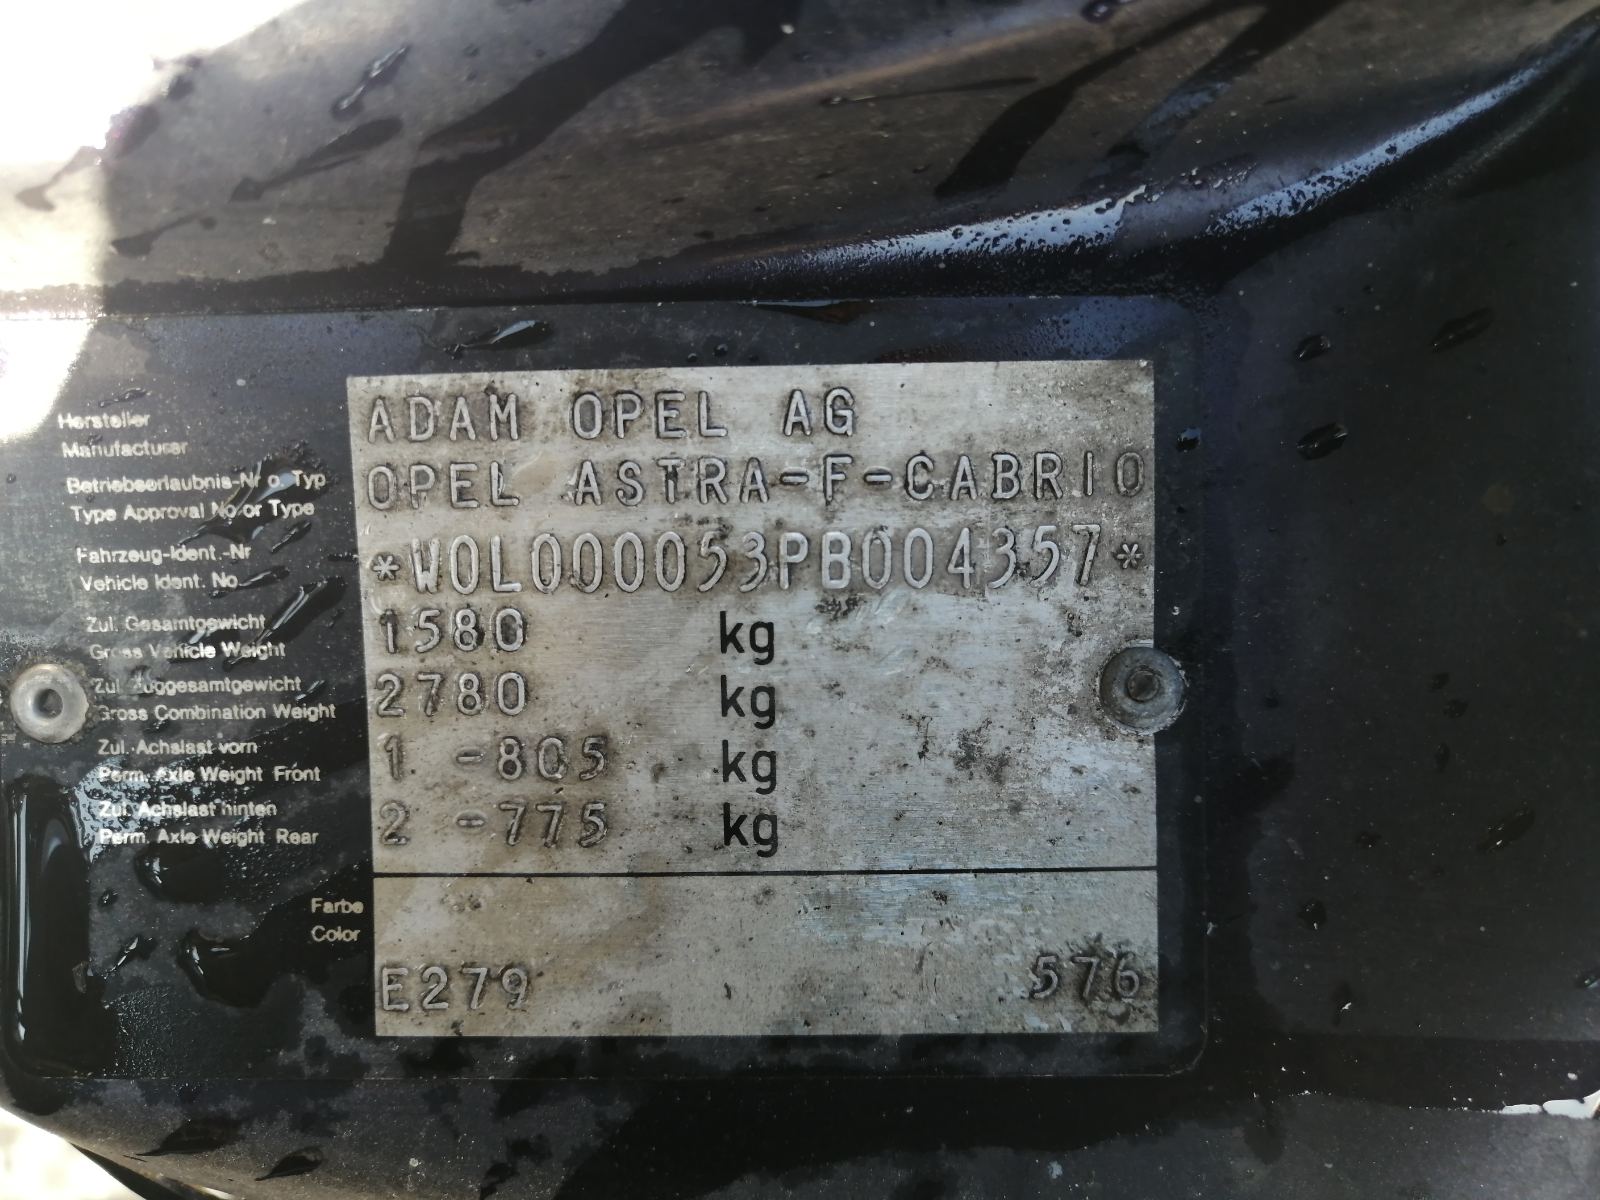 Hersteller
Manufacturer
ADAM OPEL AG
Betriebserlaubnis-Nr o. Typ
Type Approval No or Type
OPEL ASTRA-F-CABRIO
Fahrzeug-Ident.-Nr
Vehicle Ident. No.
*W0L000053PB004357*
Zul. Gesamtgewicht
Gross Vehicle Weight
1580 kg
Zul. Zuggesamtgewicht
Gross Combination Weight
2780 kg
Zul. Achslast vorn
Perm. Axle Weight Front
1 -805 kg
Zul. Achslast hinten
Perm. Axle Weight Rear
2 -775 kg
Farbe
Color
E279 576